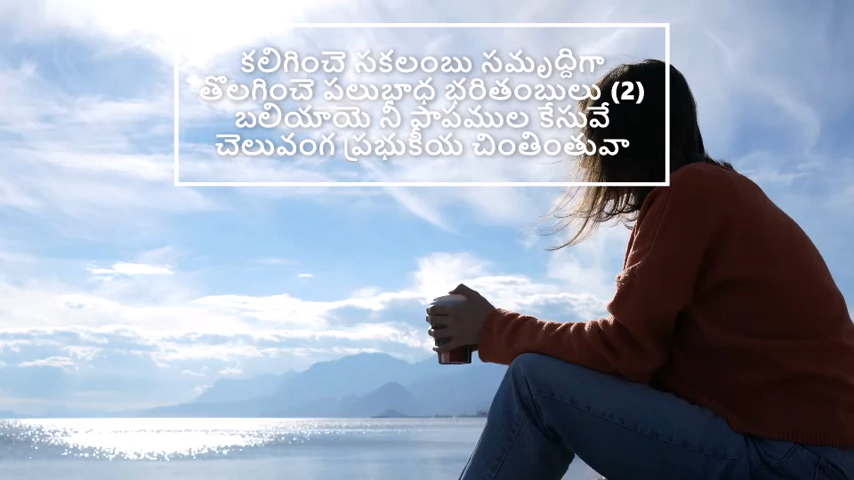 కలిగించె సకలంబు సమృద్దిగా
తొలగించె పలుబాధ భరితంబులు (2)
బలియాయె నీ పాపముల కేసువే
చెలువంగ ప్రభుకీయ చింతింతువా